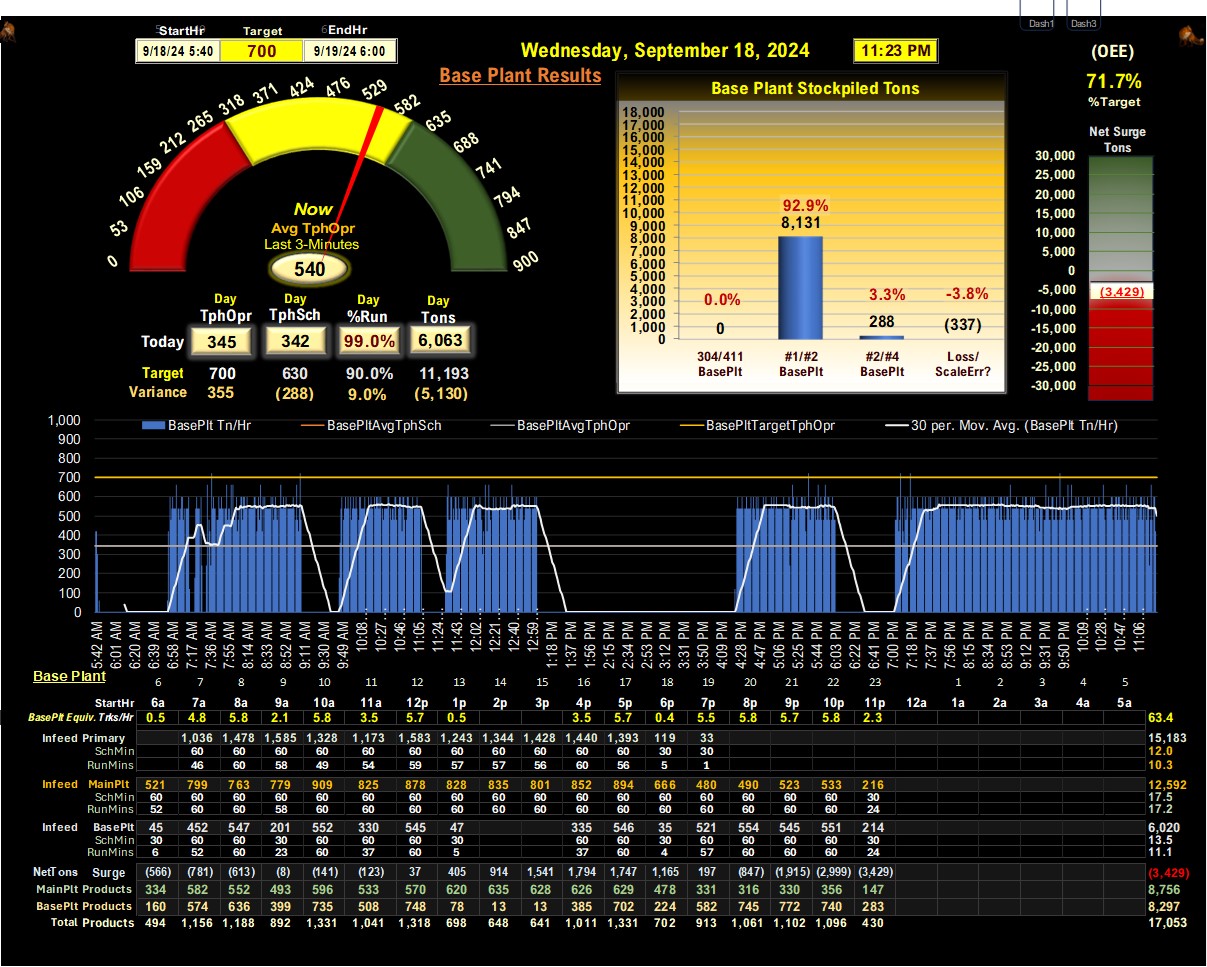 Dash1 Dash3
StartHr Target EndHr
9/18/24 5:40 700 9/19/24 6:00
Wednesday, September 18, 2024 11:23 PM
(OEE)
71.7%
%Target
Base Plant Results
0 53 106 159 212 265 318 371 424 476 529 582 635 688 741 794 847 900
Now
Avg TphOpr
Last 3-Minutes
540
Day Day Day Day
TphOpr TphSch %Run Tons
Today 345 342 99.0% 6,063
Target 700 630 90.0% 11,193
Variance 355 (288) 9.0% (5,130)
Base Plant Stockpiled Tons
18,000
17,000
16,000
15,000
14,000
13,000
12,000
11,000
10,000
9,000
8,000
7,000
6,000
5,000
4,000
3,000
2,000
1,000
0
0.0% 92.9% 3.3% -3.8%
0 8,131 288 (337)
304/411 #1/#2 #2/#4 Loss/
BasePlt BasePlt BasePlt ScaleErr?
Net Surge
Tons
30,000
25,000
20,000
15,000
10,000
5,000
0
-5,000
-10,000
-15,000
-20,000
-25,000
-30,000
(3,429)
BasePlt Tn/Hr BasePltAvgTphSch BasePltAvgTphOpr BasePltTargetTphOpr 30 per. Mov. Avg. (BasePlt Tn/Hr)
1,000
900
800
700
600
500
400
300
200
100
0
5:42 AM 6:01 AM 6:20 AM 6:39 AM 6:58 AM 7:17 AM 7:36 AM 7:55 AM 8:14 AM 8:33 AM 8:52 AM 9:11 AM 9:30 AM 9:49 AM 10:08… 10:27… 10:46… 11:05… 11:24… 11:43… 12:02… 12:21… 12:40… 12:59… 1:18 PM 1:37 PM 1:56 PM 2:15 PM 2:34 PM 2:53 PM 3:12 PM 3:31 PM 3:50 PM 4:09 PM 4:28 PM 4:47 PM 5:06 PM 5:25 PM 5:44 PM 6:03 PM 6:22 PM 6:41 PM 7:00 PM 7:18 PM 7:37 PM 7:56 PM 8:15 PM 8:34 PM 8:53 PM 9:12 PM 9:31 PM 9:50 PM 10:09… 10:28… 10:47… 11:06…
Base Plant
6 7 8 9 10 11 12 13 14 15 16 17 18 19 20 21 22 23 1 2 3 4 5
StartHr 6a 7a 8a 9a 10a 11a 12p 1p 2p 3p 4p 5p 6p 7p 8p 9p 10p 11p 12a 1a 2a 3a 4a 5a
BasePlt Equiv. Trks/Hr 0.5 4.8 5.8 2.1 5.8 3.5 5.7 0.5 3.5 5.7 0.4 5.5 5.8 5.7 5.8 2.3 63.4
Infeed Primary 1,036 1,478 1,585 1,328 1,173 1,583 1,243 1,344 1,428 1,440 1,393 119 33 15,183
SchMin 60 60 60 60 60 60 60 60 60 60 60 30 30 12.0
RunMins 46 60 58 49 54 59 57 57 56 60 56 5 1 10.3
Infeed MainPlt 521 799 763 779 909 825 878 828 835 801 852 894 666 480 490 523 533 216 12,592
SchMin 60 60 60 60 60 60 60 60 60 60 60 60 60 60 60 60 60 30 17.5
RunMins 52 60 60 58 60 60 60 60 60 60 60 60 60 60 60 60 60 24 17.2
Infeed BasePlt 45 452 547 201 552 330 545 47 335 546 35 521 554 545 551 214 6,020
SchMin 30 60 60 30 60 60 60 30 60 60 30 60 60 60 60 30 13.5
RunMins 6 52 60 23 60 37 60 5 37 60 4 57 60 60 60 24 11.1
NetTons Surge (566) (781) (613) (8) (141) (123) 37 405 914 1,541 1,794 1,747 1,165 197 (847) (1,915) (2,999) (3,429) (3,429)
MainPlt Products 334 582 552 493 596 533 570 620 635 628 626 629 478 331 316 330 356 147 8,756
BasePlt Products 160 574 636 399 735 508 748 78 13 13 385 702 224 582 745 772 740 283 8,297
Total Products 494 1,156 1,188 892 1,331 1,041 1,318 698 648 641 1,011 1,331 702 913 1,061 1,102 1,096 430 17,053